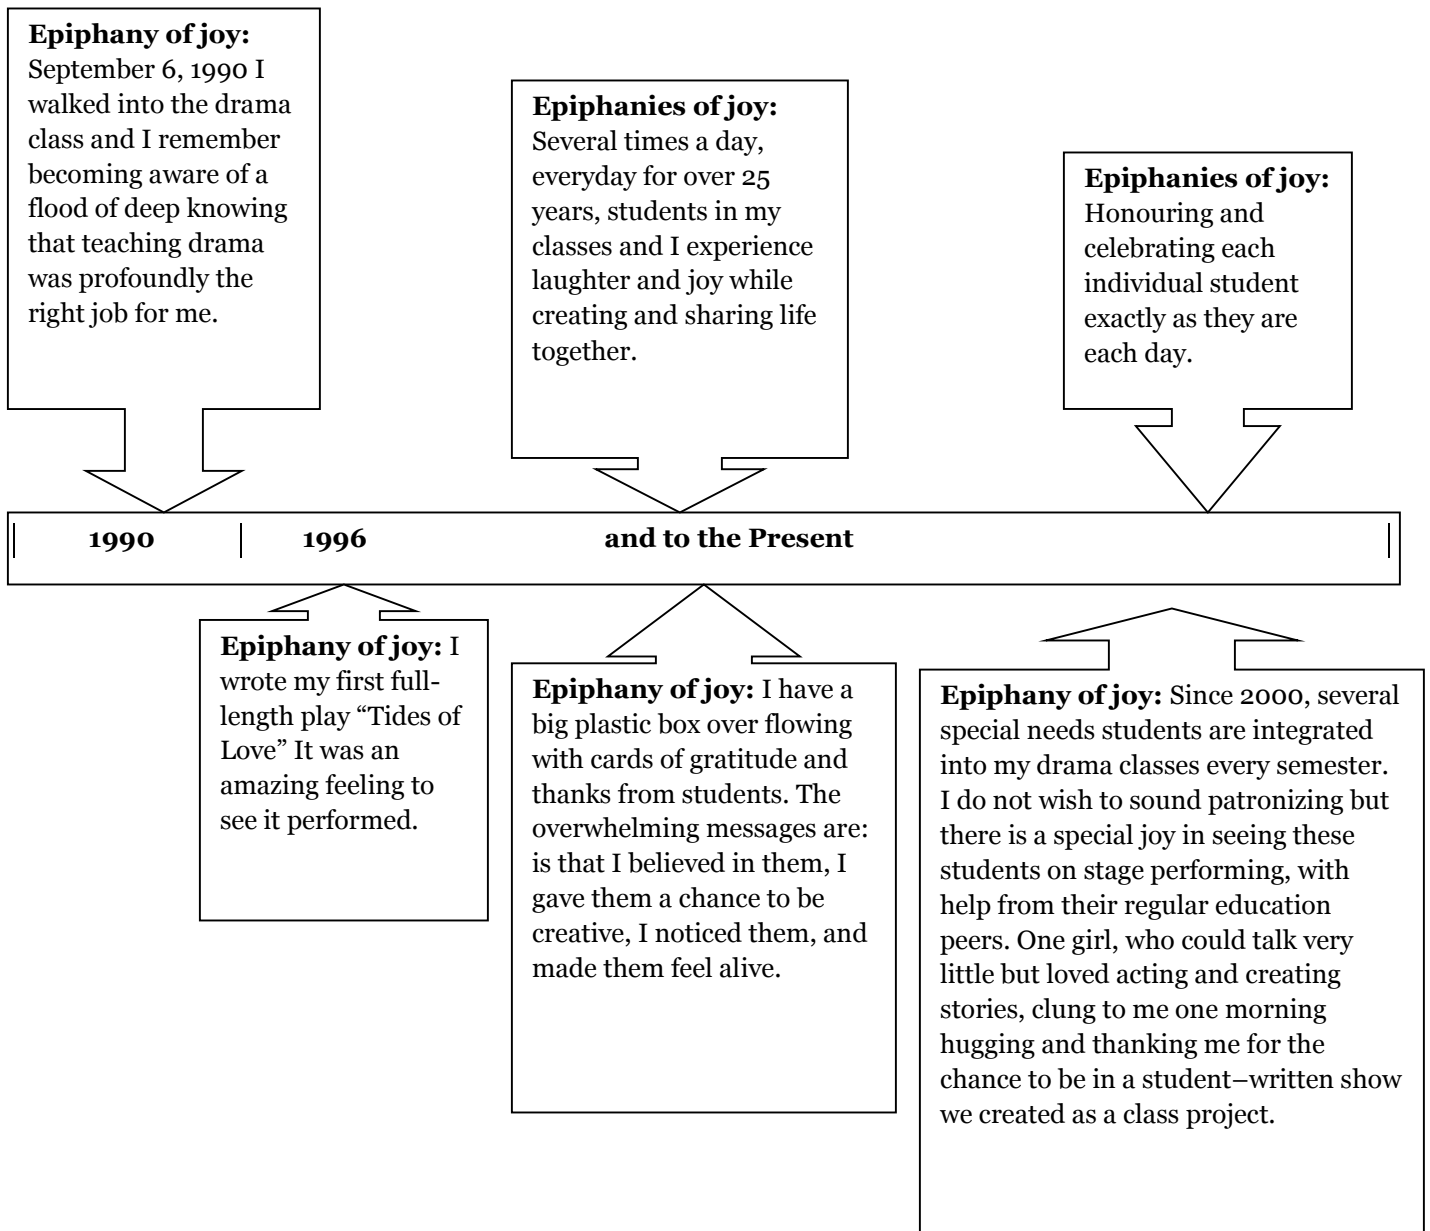 Epiphany of joy:
September 6, 1990 I
walked into the drama
class and I remember
becoming aware of a
flood of deep knowing
that teaching drama
was profoundly the
right job for me.
Epiphanies of joy:
Several times a day,
everyday for over 25
years, students in my
classes and I experience
laughter and joy while
creating and sharing life
together.
Epiphanies of joy:
Honouring and
celebrating each
individual student
exactly as they are
each day.
1990 1996 and to the Present
Epiphany of joy: I
wrote my first full-
length play “Tides of
Love” It was an
amazing feeling to
see it performed.
Epiphany of joy: I have a
big plastic box over flowing
with cards of gratitude and
thanks from students. The
overwhelming messages are:
is that I believed in them, I
gave them a chance to be
creative, I noticed them, and
made them feel alive.
Epiphany of joy: Since 2000, several
special needs students are integrated
into my drama classes every semester.
I do not wish to sound patronizing but
there is a special joy in seeing these
students on stage performing, with
help from their regular education
peers. One girl, who could talk very
little but loved acting and creating
stories, clung to me one morning
hugging and thanking me for the
chance to be in a student–written show
we created as a class project.